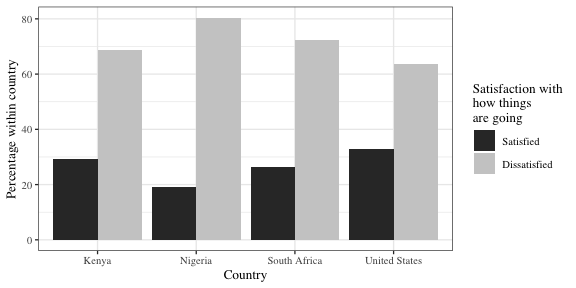 80
60
40
20
0
Percentage within country
Kenya
Nigeria
South Africa
United States
Country
Satisfaction with
how things
are going
Satisfied
Dissatisfied